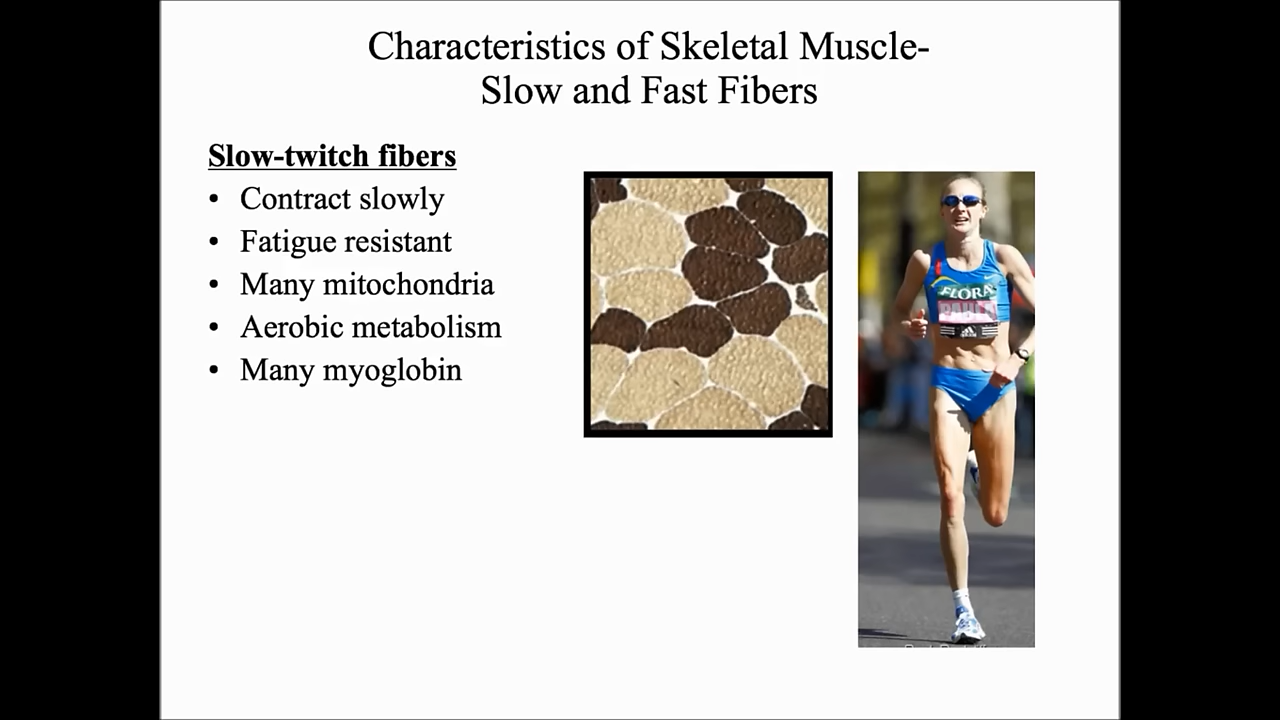 Characteristics of Skeletal Muscle-
Slow and Fast Fibers
Slow-twitch fibers
• Contract slowly
• Fatigue resistant
• Many mitochondria
• Aerobic metabolism
• Many myoglobin
FLORA
adidas